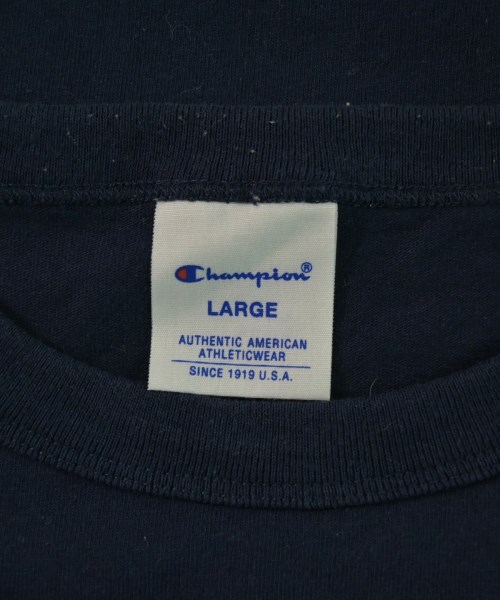 Champion®
LARGE
AUTHENTIC AMERICAN
ATHLETICWEAR
SINCE 1919 U.S.A.